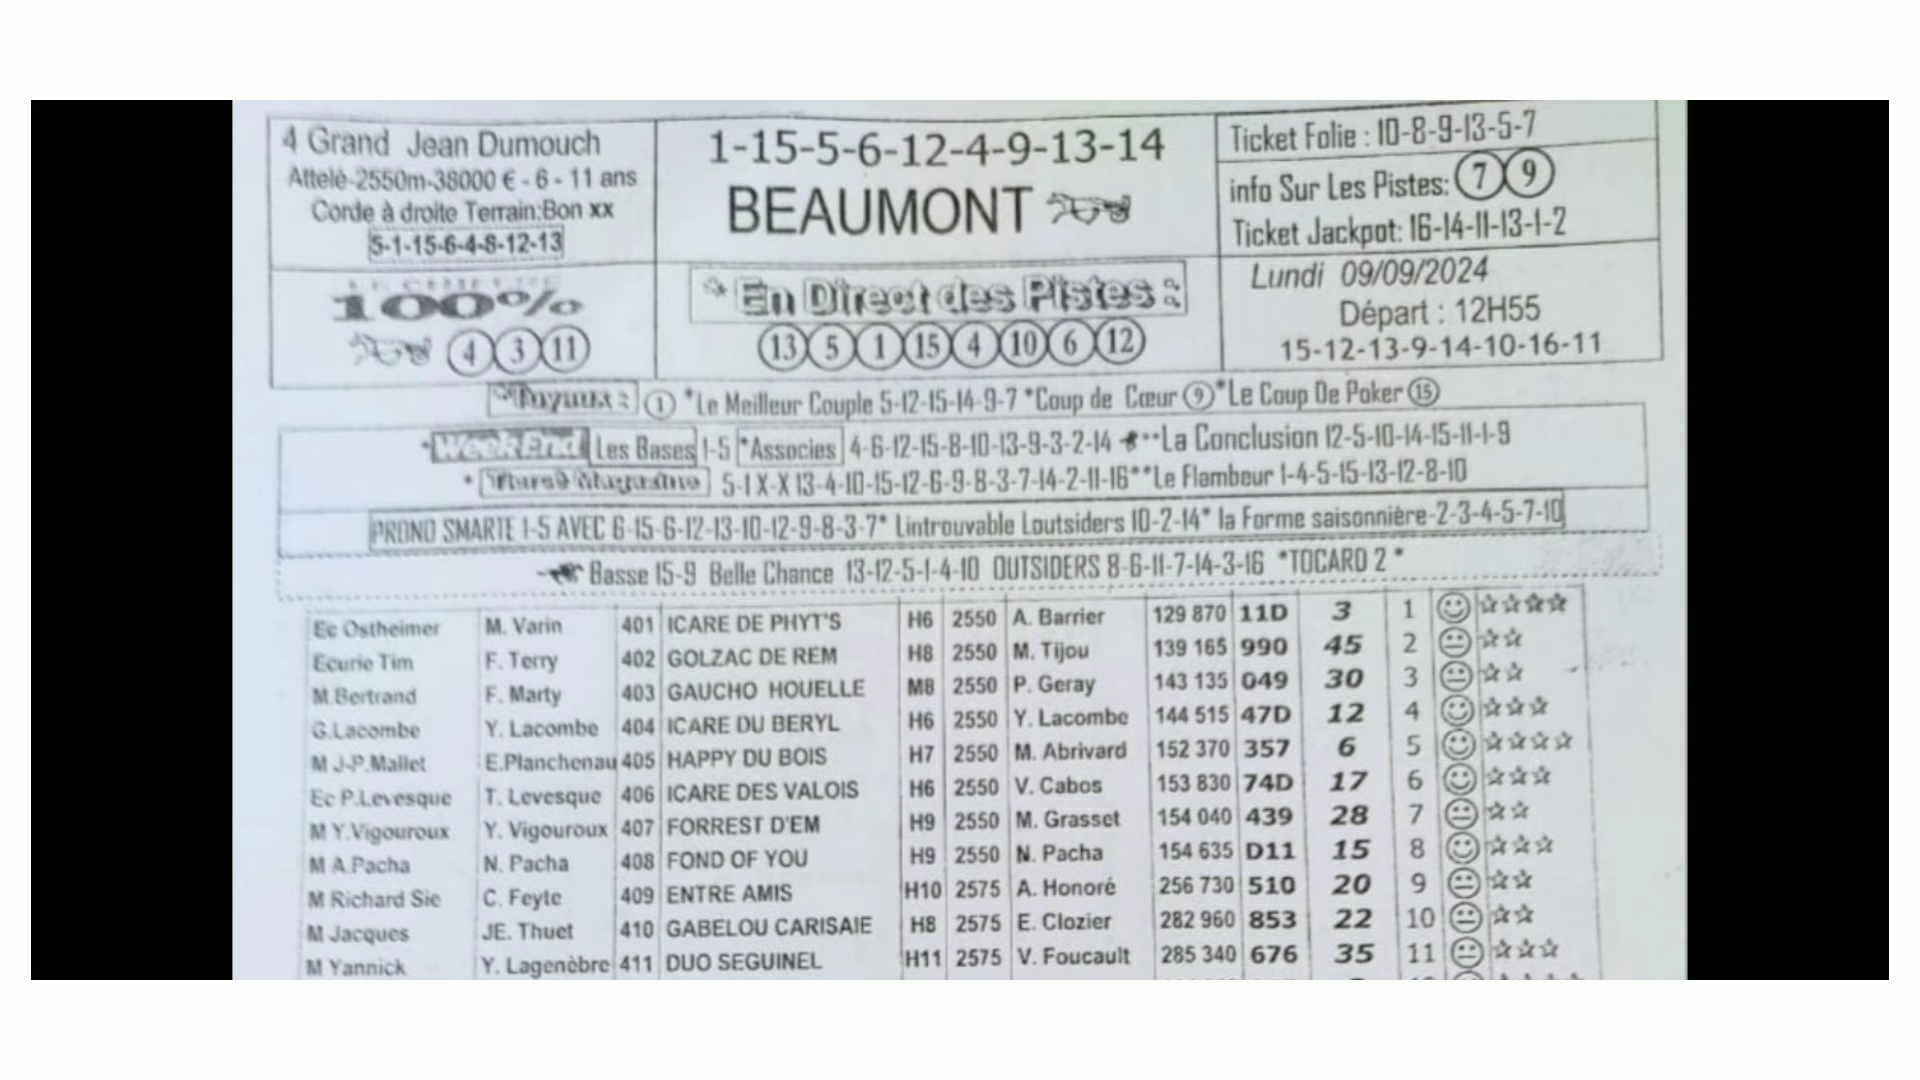 4 Grand Jean Dumouch
Attelé-2550m-38000 € - 6 - 11 ans
Corde à droite Terrain:Bon xx
5-1-15-6-4-8-12-13
1-15-5-6-12-4-9-13-14
BEAUMONT
Ticket Folie : 10-8-9-13-5-7
info Sur Les Pistes: 7 9
Ticket Jackpot: 16-14-11-13-1-2
100%
4 3 11
* En Direct des Pistes :
13 5 1 15 4 10 6 12
Lundi 09/09/2024
Départ : 12H55
15-12-13-9-14-10-16-11
1 *Le Meilleur Couple 5-12-15-14-9-7 *Coup de Cœur 9 *Le Coup De Poker 15
*Week End Les Bases 1-5 *Associes 4-6-12-15-8-10-13-9-3-2-14 **La Conclusion 12-5-10-14-15-11-1-9
* 5-1 X-X 13-4-10-15-12-6-9-8-3-7-14-2-11-16**Le Flambeur 1-4-5-15-13-12-8-10
PRONO SMARTE 1-5 AVEC 6-15-6-12-13-10-12-9-8-3-7* Lintrouvable Loutsiders 10-2-14* la Forme saisonnière-2-3-4-5-7-10
Basse 15-9 Belle Chance 13-12-5-1-4-10 OUTSIDERS 8-6-11-7-14-3-16 *TOCARD 2 *
Ec Ostheimer M. Varin 401 ICARE DE PHYT'S H6 2550 A. Barrier 129 870 11D 3 1
Ecurie Tim F. Terry 402 GOLZAC DE REM H8 2550 M. Tijou 139 165 990 45 2
M.Bertrand F. Marty 403 GAUCHO HOUELLE M8 2550 P. Geray 143 135 049 30 3
G.Lacombe Y. Lacombe 404 ICARE DU BERYL H6 2550 Y. Lacombe 144 515 47D 12 4
M J-P.Mallet E.Planchenau 405 HAPPY DU BOIS H7 2550 M. Abrivard 152 370 357 6 5
Ec P.Levesque T. Levesque 406 ICARE DES VALOIS H6 2550 V. Cabos 153 830 74D 17 6
M Y.Vigouroux Y. Vigouroux 407 FORREST D'EM H9 2550 M. Grasset 154 040 439 28 7
M A.Pacha N. Pacha 408 FOND OF YOU H9 2550 N. Pacha 154 635 D11 15 8
M Richard Sie C. Feyte 409 ENTRE AMIS H10 2575 A. Honoré 256 730 510 20 9
M Jacques JE. Thuet 410 GABELOU CARISAIE H8 2575 E. Clozier 282 960 853 22 10
M Yannick Y. Lagenèbre 411 DUO SEGUINEL H11 2575 V. Foucault 285 340 676 35 11